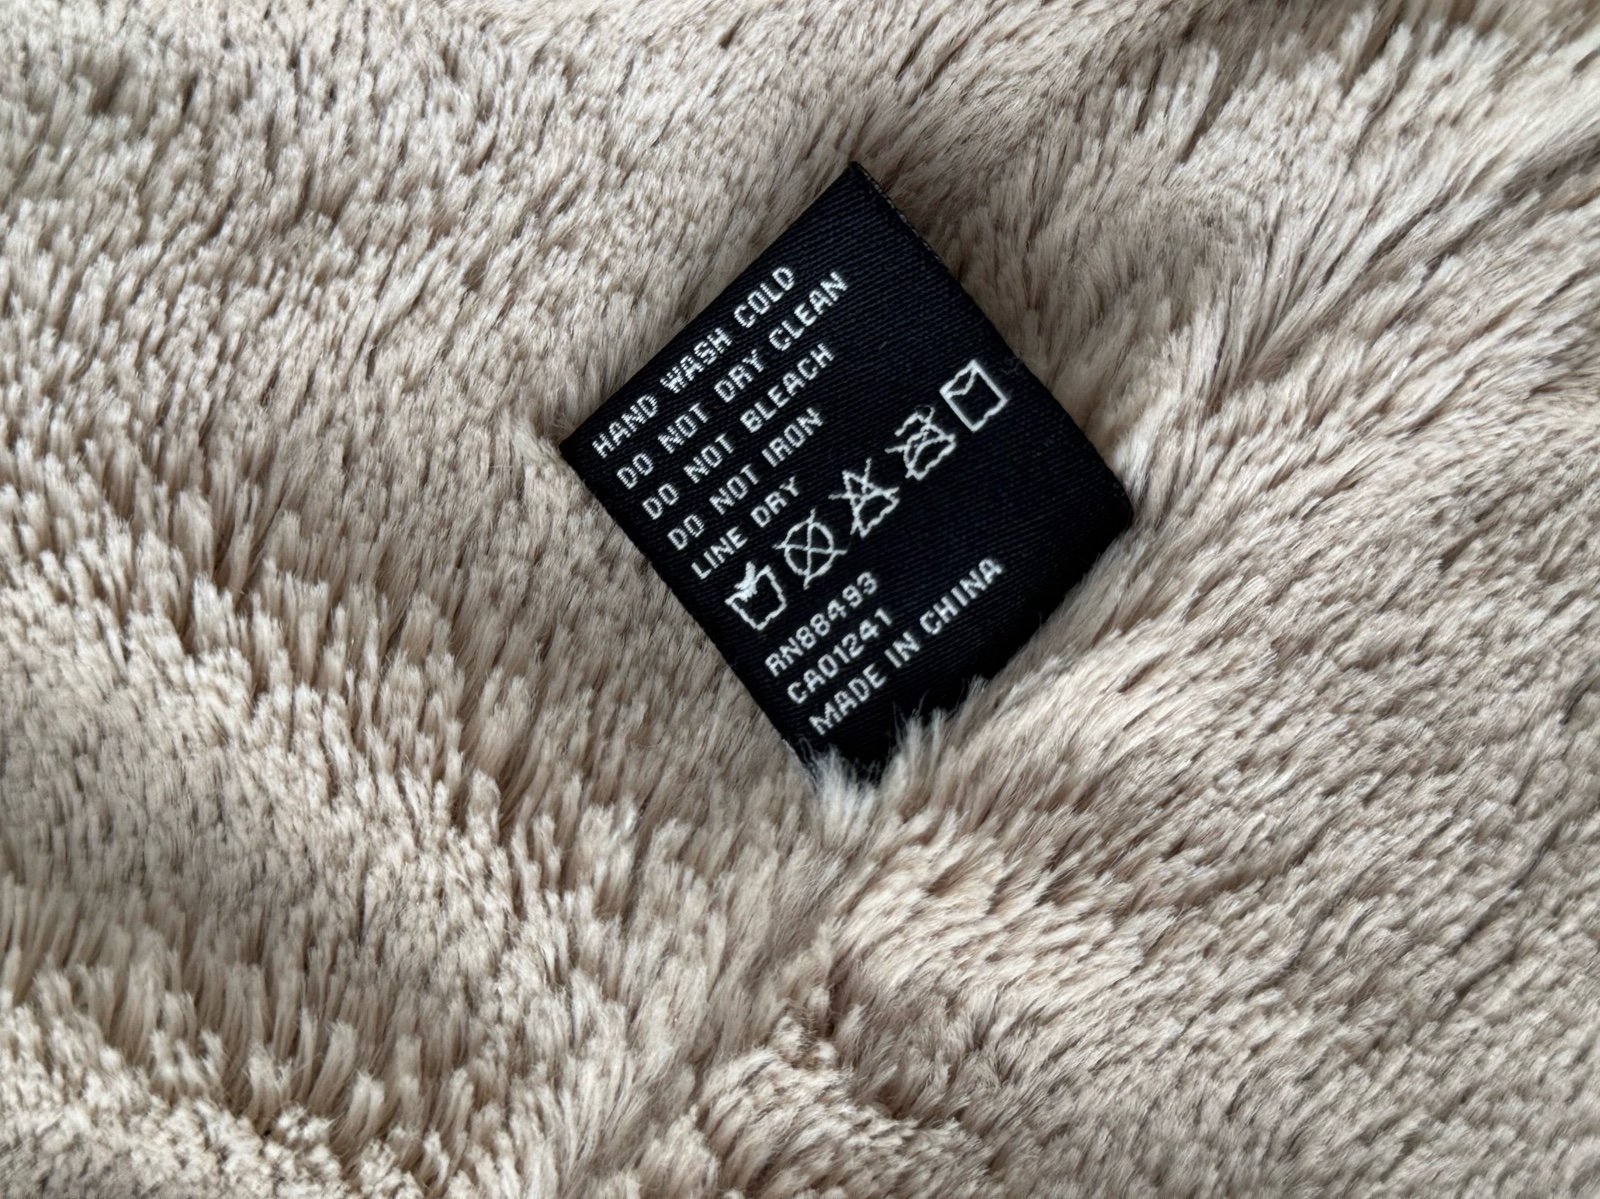 HAND WASH COLD
DO NOT DRY CLEAN
DO NOT BLEACH
DO NOT IRON
LINE DRY
RN88493
CA01241
MADE IN CHINA